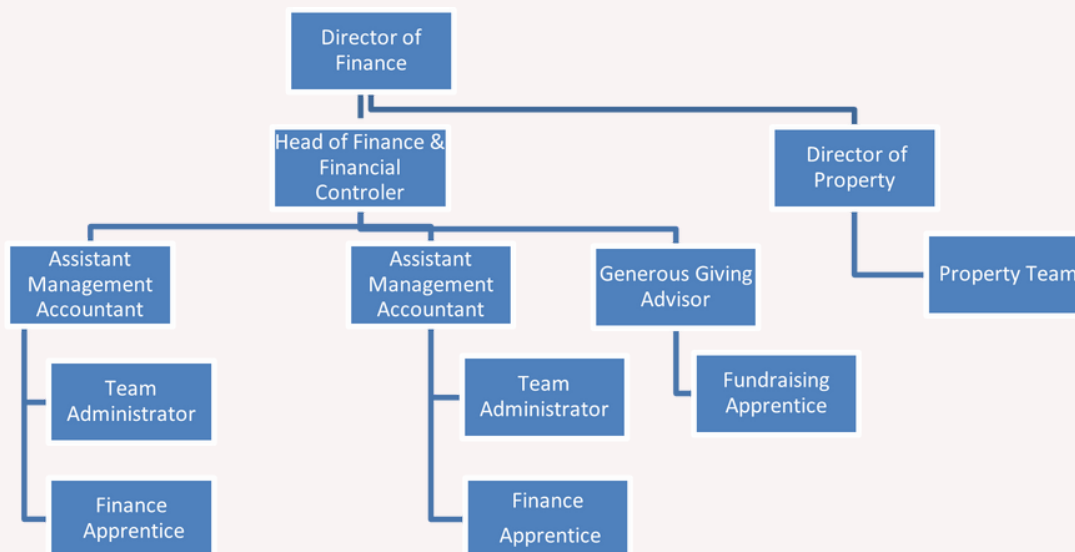 Director of
Finance
Head of Finance &
Financial
Controler
Director of
Property
Assistant
Management
Accountant
Assistant
Management
Accountant
Generous Giving
Advisor
Property Team
Team
Administrator
Team
Administrator
Fundraising
Apprentice
Finance
Apprentice
Finance
Apprentice